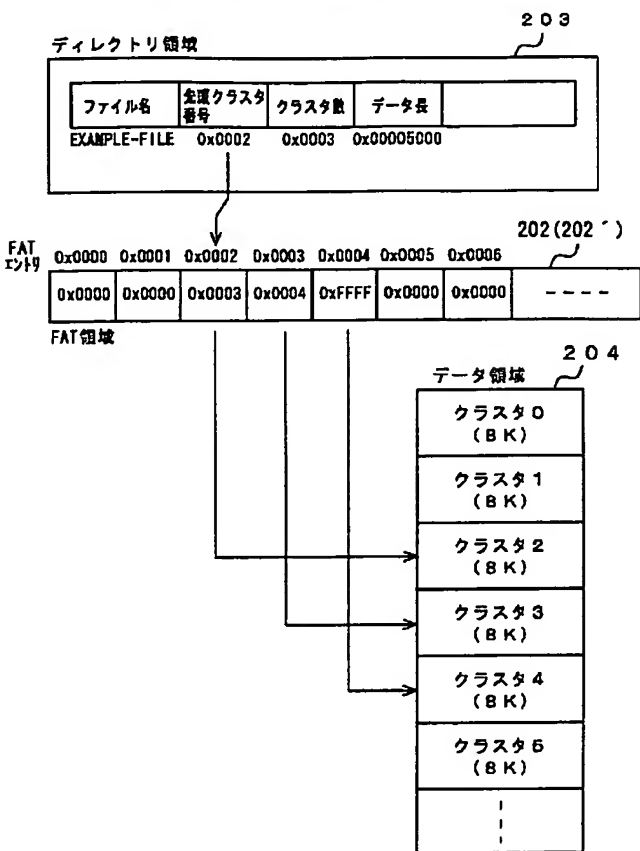 203
ディレクトリ領域
ファイル名 先頭クラスタ番号 クラスタ数 データ長
EXAMPLE-FILE 0x0002 0x0003 0x00005000
202(202´)
FATエントリ 0x0000 0x0001 0x0002 0x0003 0x0004 0x0005 0x0006
0x0000 0x0000 0x0003 0x0004 0xFFFF 0x0000 0x0000 ----
FAT領域
204
データ領域
クラスタ0
(8K)
クラスタ1
(8K)
クラスタ2
(8K)
クラスタ3
(8K)
クラスタ4
(8K)
クラスタ5
(8K)